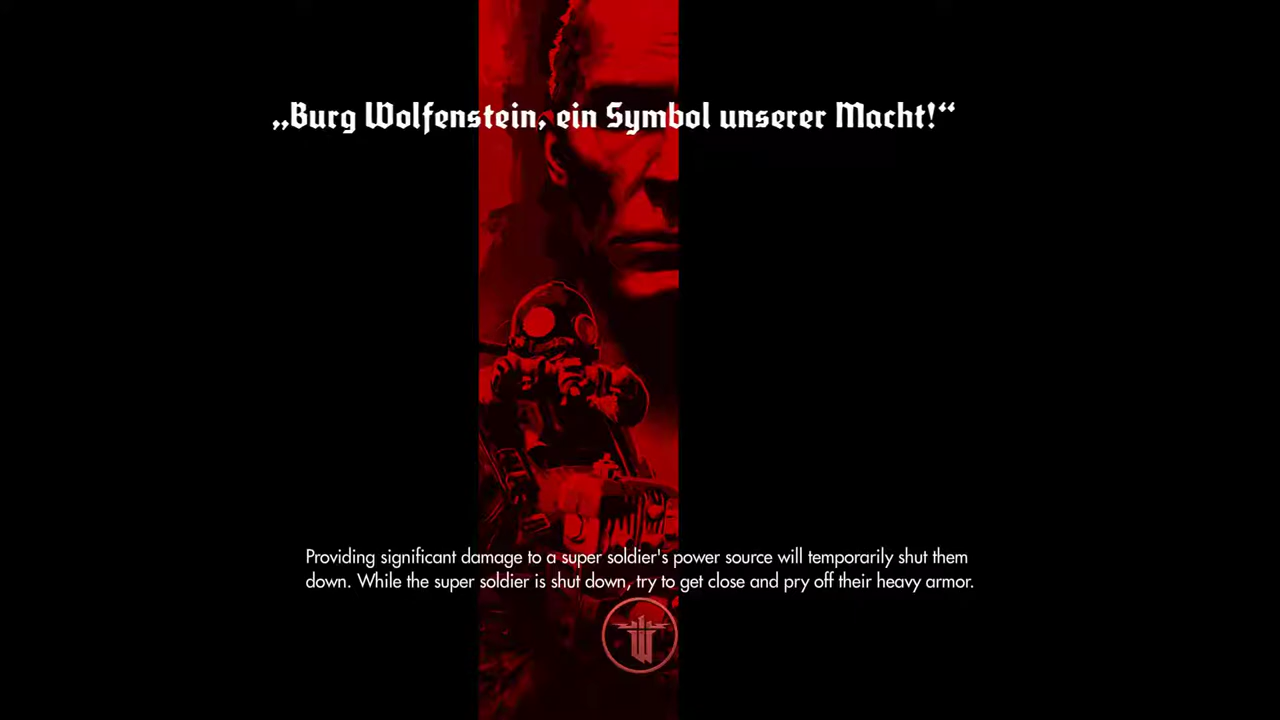 „Burg Wolfenstein, ein Symbol unserer Macht!“
Providing significant damage to a super soldier's power source will temporarily shut them
down. While the super soldier is shut down, try to get close and pry off their heavy armor.